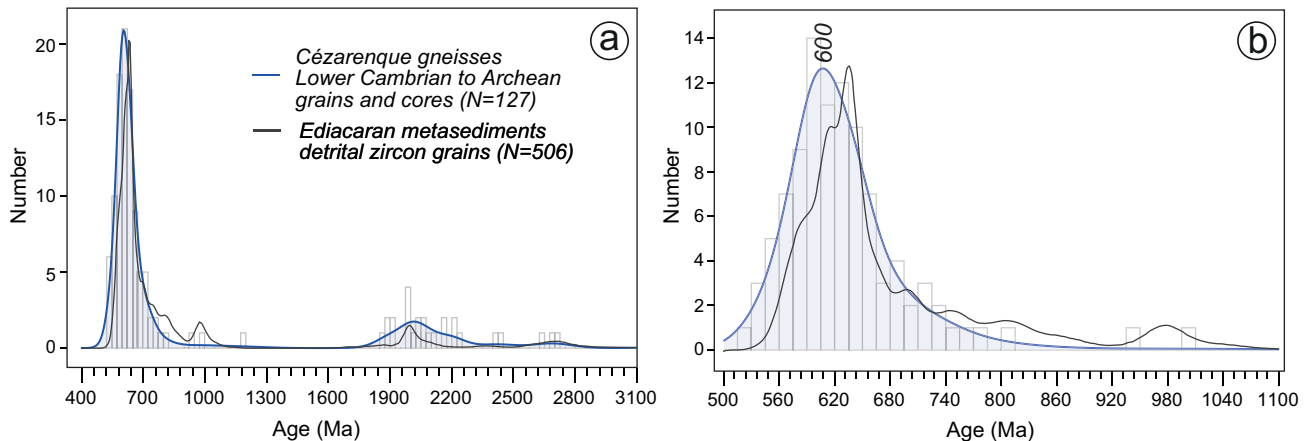 a
Cézarenque gneisses
Lower Cambrian to Archean
grains and cores (N=127)
Ediacaran metasediments
detrital zircon grains (N=506)
Number
20
15
10
5
0
400 700 1000 1300 1600 1900 2200 2500 2800 3100
Age (Ma)
b
600
Number
14
12
10
8
6
4
2
0
500 560 620 680 740 800 860 920 980 1040 1100
Age (Ma)